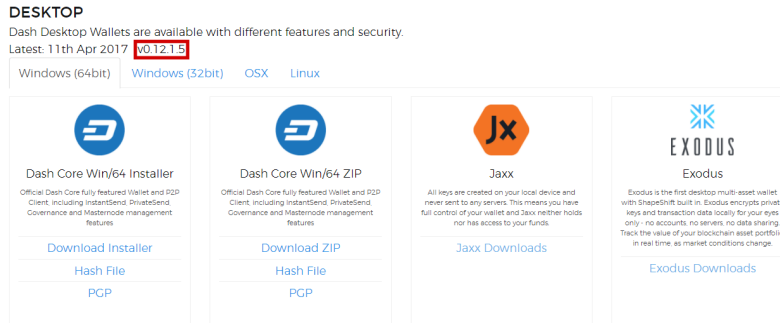 DESKTOP
Dash Desktop Wallets are available with different features and security.
Latest: 11th Apr 2017 v0.12.1.5
Windows (64bit) Windows (32bit) OSX Linux
Dash Core Win/64 Installer
Official Dash Core fully featured Wallet and P2P
Client, including InstantSend, PrivateSend,
Governance and Masternode management
features
Download Installer
Hash File
PGP
Dash Core Win/64 ZIP
Official Dash Core fully featured Wallet and P2P
Client, including InstantSend, PrivateSend,
Governance and Masternode management
features
Download ZIP
Hash File
PGP
Jx
Jaxx
All keys are created on your local device and
never sent to any servers. This means you have
full control of your wallet and Jaxx neither holds
nor has access to your funds.
Jaxx Downloads
EXODUS
Exodus
Exodus is the first desktop multi-asset wallet
with ShapeShift built in. Exodus encrypts privat
keys and transaction data locally for your eyes
only - no accounts, no servers, no data sharing.
Track the value of your blockchain asset portfoli
in real time, as market conditions change.
Exodus Downloads